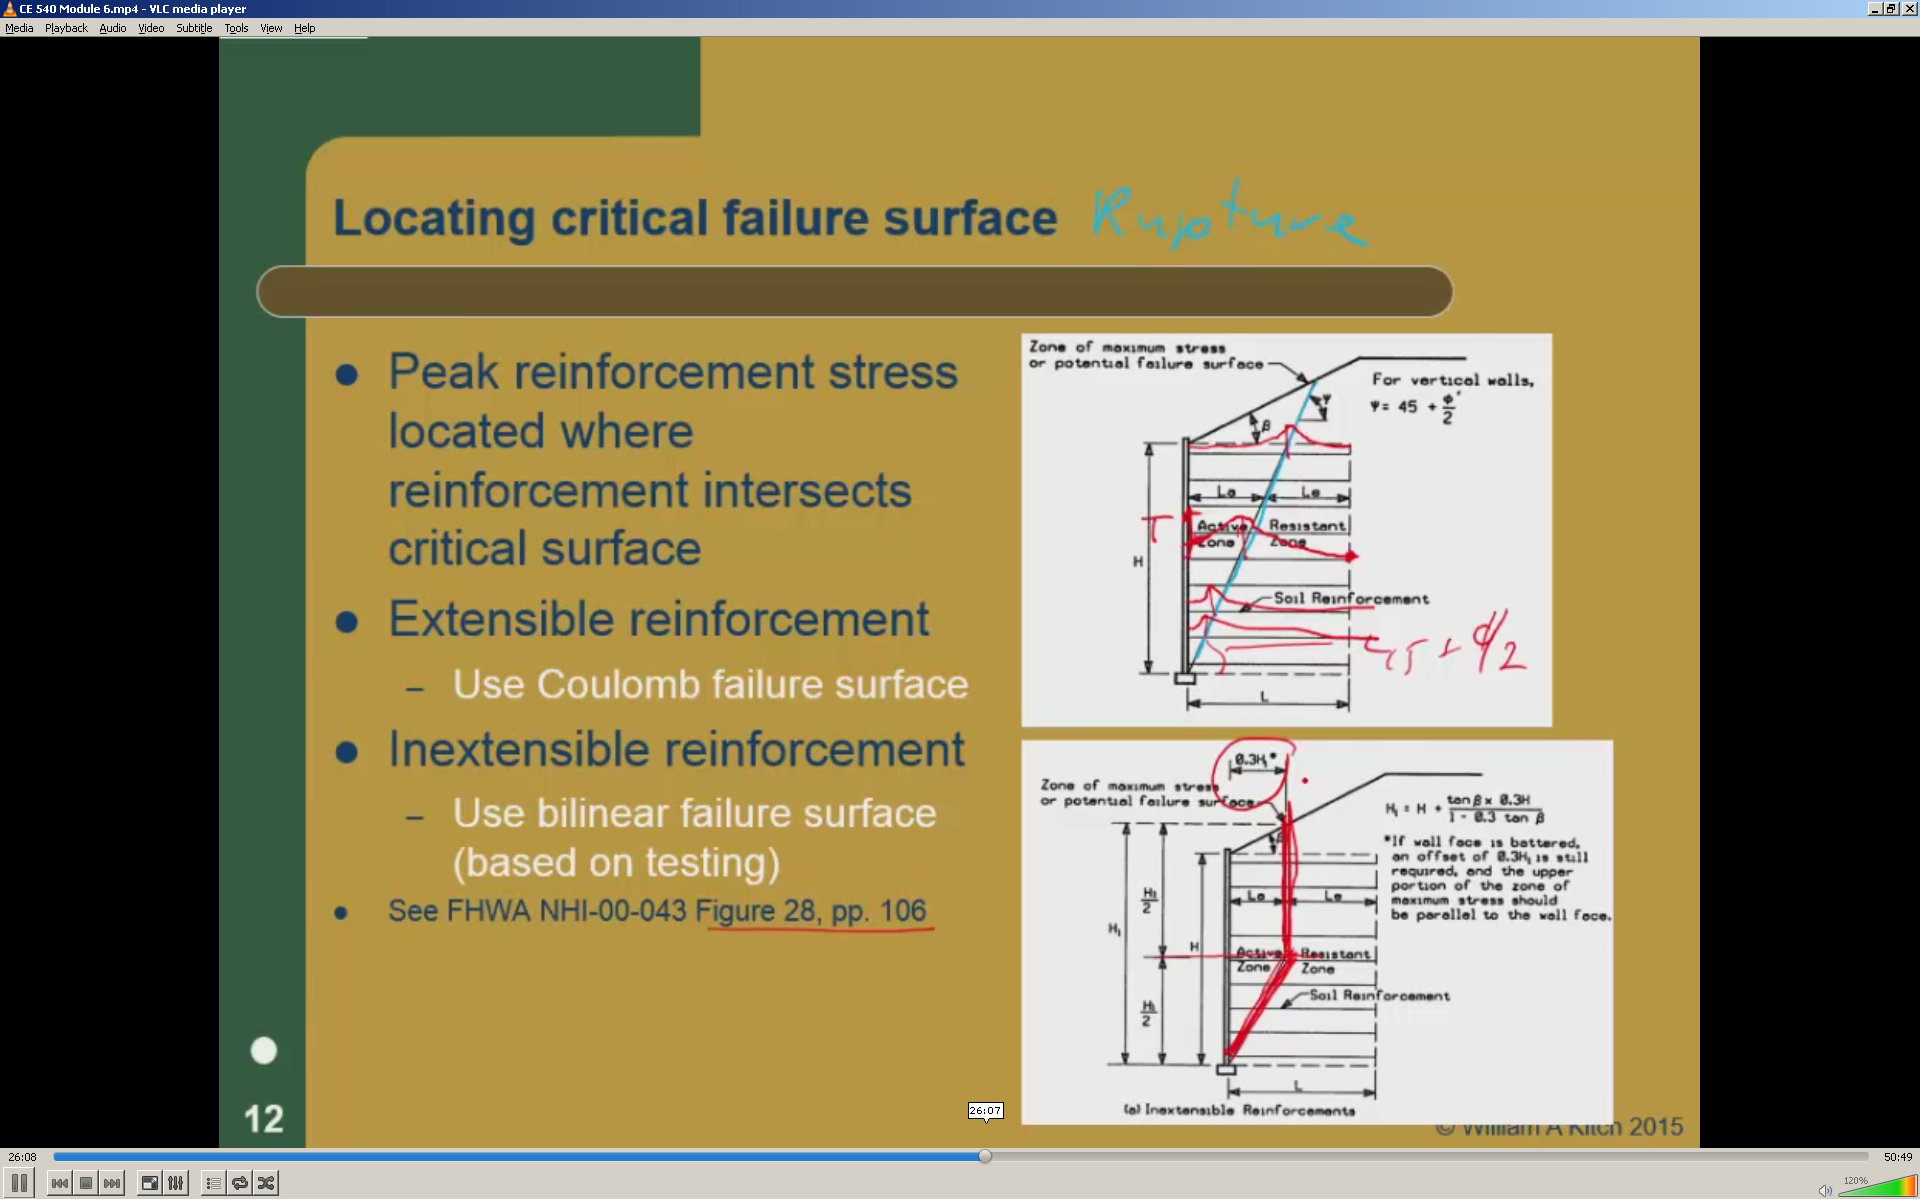 CE 540 Module 6.mp4 - VLC media player
Media Playback Audio Video Subtitle Tools View Help
Locating critical failure surface Rupture
Peak reinforcement stress
located where
reinforcement intersects
critical surface
Extensible reinforcement
– Use Coulomb failure surface
Inextensible reinforcement
– Use bilinear failure surface
(based on testing)
See FHWA NHI-00-043 Figure 28, pp. 106
12
Zone of maximum stress
or potential failure surface
For vertical walls,
Ψ = 45 + ϕ'/2
Ψ
β
La Le
T
Active Resistant
Zone Zone
H
Soil Reinforcement
45 + ϕ/2
L
0.3H₁*
Zone of maximum stress
or potential failure surface
H₁ = H + tan β x 0.3H / 1 - 0.3 tan β
β
*If wall face is battered,
an offset of 0.3H₁ is still
required, and the upper
portion of the zone of
maximum stress should
be parallel to the wall face.
H₁/2
La Le
H₁
H
Active Resistant
Zone Zone
Soil Reinforcement
H₁/2
L
(a) Inextensible Reinforcements
© William A Kitch 2015
26:07
26:08 50:49
120%